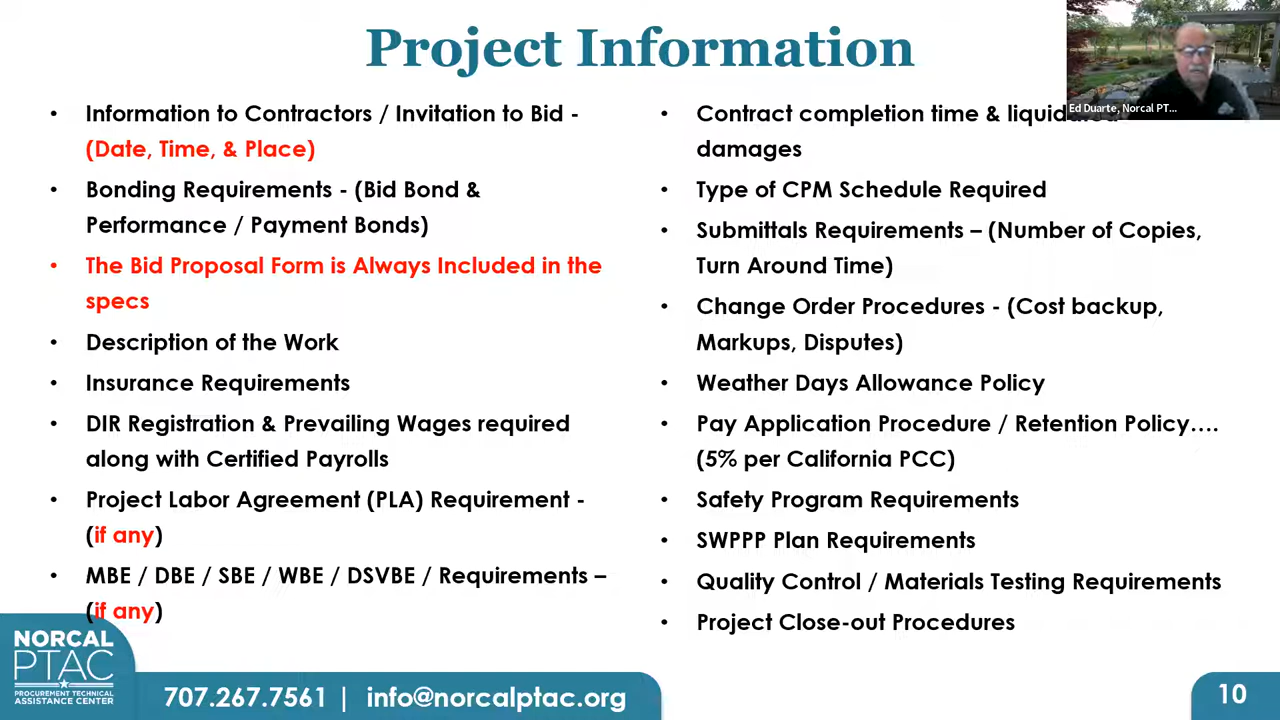 Project Information
Ed Duarte, Norcal PT...
• Information to Contractors / Invitation to Bid -
(Date, Time, & Place)
• Bonding Requirements - (Bid Bond &
Performance / Payment Bonds)
• The Bid Proposal Form is Always Included in the
specs
• Description of the Work
• Insurance Requirements
• DIR Registration & Prevailing Wages required
along with Certified Payrolls
• Project Labor Agreement (PLA) Requirement -
(if any)
• MBE / DBE / SBE / WBE / DSVBE / Requirements –
(if any)
• Contract completion time & liquidated
damages
• Type of CPM Schedule Required
• Submittals Requirements – (Number of Copies,
Turn Around Time)
• Change Order Procedures - (Cost backup,
Markups, Disputes)
• Weather Days Allowance Policy
• Pay Application Procedure / Retention Policy....
(5% per California PCC)
• Safety Program Requirements
• SWPPP Plan Requirements
• Quality Control / Materials Testing Requirements
• Project Close-out Procedures
NORCAL
PTAC
PROCUREMENT TECHNICAL
ASSISTANCE CENTER
707.267.7561 | info@norcalptac.org
10